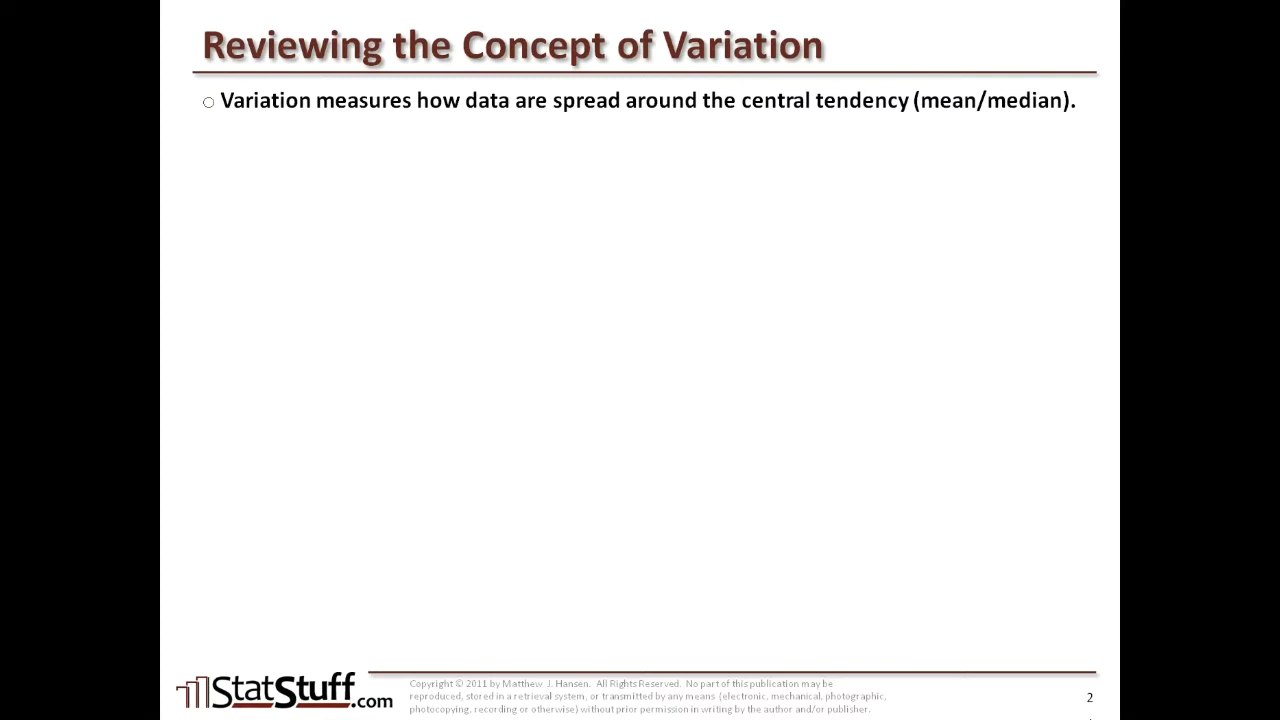 Reviewing the Concept of Variation
○ Variation measures how data are spread around the central tendency (mean/median).
StatStuff.com
Copyright © 2011 by Matthew J. Hansen. All Rights Reserved. No part of this publication may be
reproduced, stored in a retrieval system, or transmitted by any means (electronic, mechanical, photographic,
photocopying, recording or otherwise) without prior permission in writing by the author and/or publisher.
2